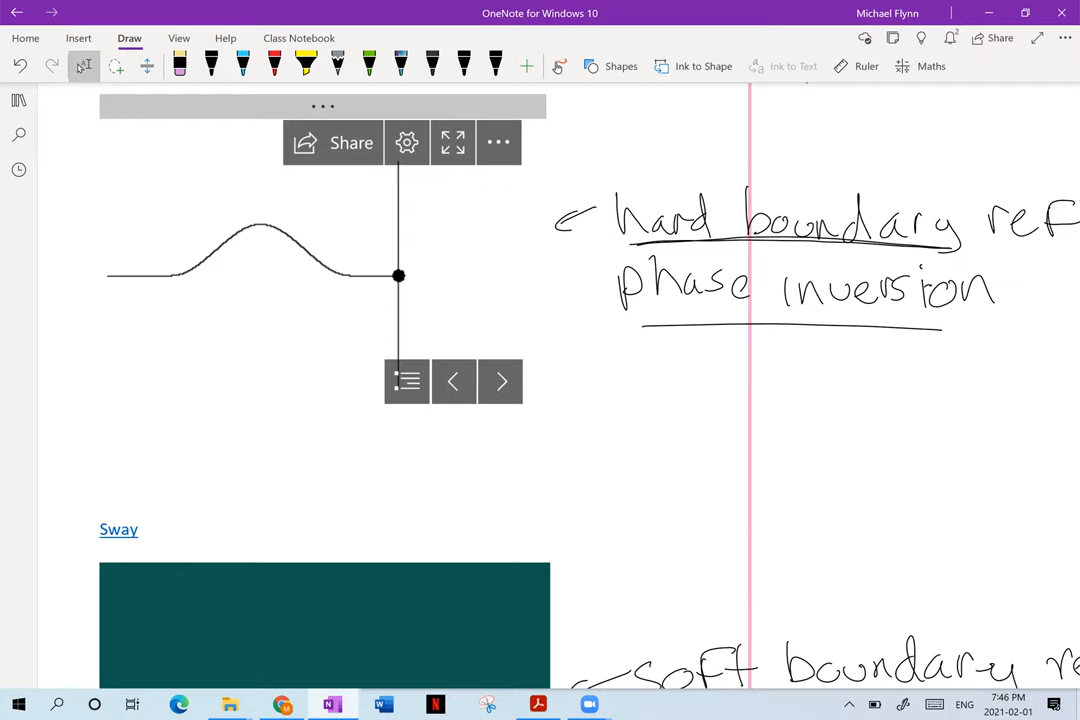 OneNote for Windows 10
Michael Flynn
Home Insert Draw View Help Class Notebook
Share
Shapes Ink to Shape Ink to Text Ruler Maths
Share
hard boundary ref
phase inversion
Sway
soft boundary re
ENG
7:46 PM
2021-02-01